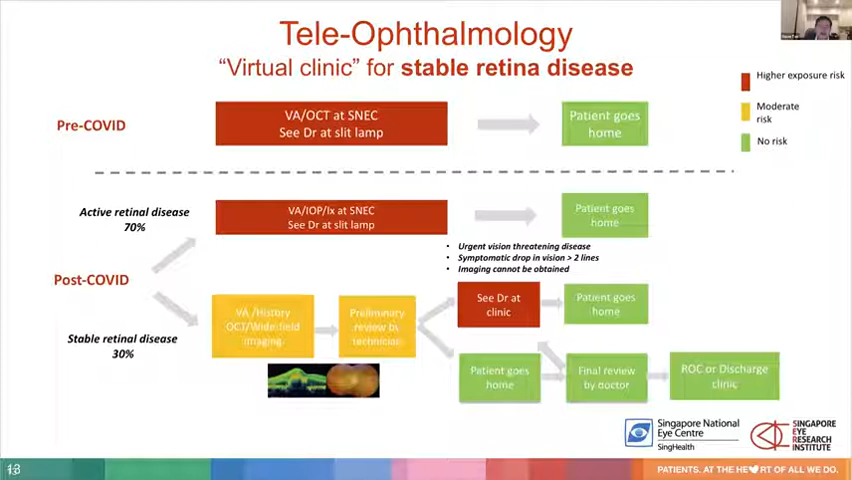 Tele-Ophthalmology
“Virtual clinic” for stable retina disease
Higher exposure risk
Moderate
risk
No risk
Pre-COVID
VA/OCT at SNEC
See Dr at slit lamp
Patient goes
home
Active retinal disease
70%
VA/IOP/Ix at SNEC
See Dr at slit lamp
Patient goes
home
• Urgent vision threatening disease
• Symptomatic drop in vision > 2 lines
• Imaging cannot be obtained
Post-COVID
Stable retinal disease
30%
VA /History
OCT/Widefield
imaging
Preliminary
review by
technician
See Dr at
clinic
Patient goes
home
Patient goes
home
Final review
by doctor
ROC or Discharge
clinic
Singapore National
Eye Centre
SingHealth
SINGAPORE
EYE
RESEARCH
INSTITUTE
PATIENTS. AT THE HE RT OF ALL WE DO.